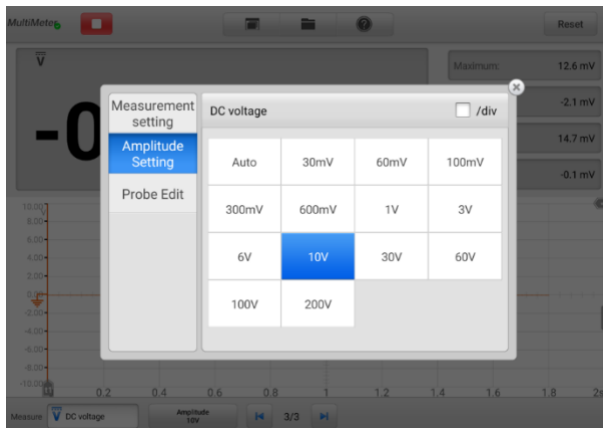 MultiMeter
Reset
V
Maximum:
12.6 mV
-2.1 mV
14.7 mV
-0.1 mV
-0
Measurement
setting
Amplitude
Setting
Probe Edit
DC voltage
/div
Auto
30mV
60mV
100mV
300mV
600mV
1V
3V
6V
10V
30V
60V
100V
200V
10.00
V
8.00
6.00
4.00
2.00
0.00
-2.00
-4.00
-6.00
-8.00
-10.00
0.2
0.4
0.6
0.8
1
1.2
1.4
1.6
1.8
2s
Measure
V DC voltage
Amplitude
10V
3/3